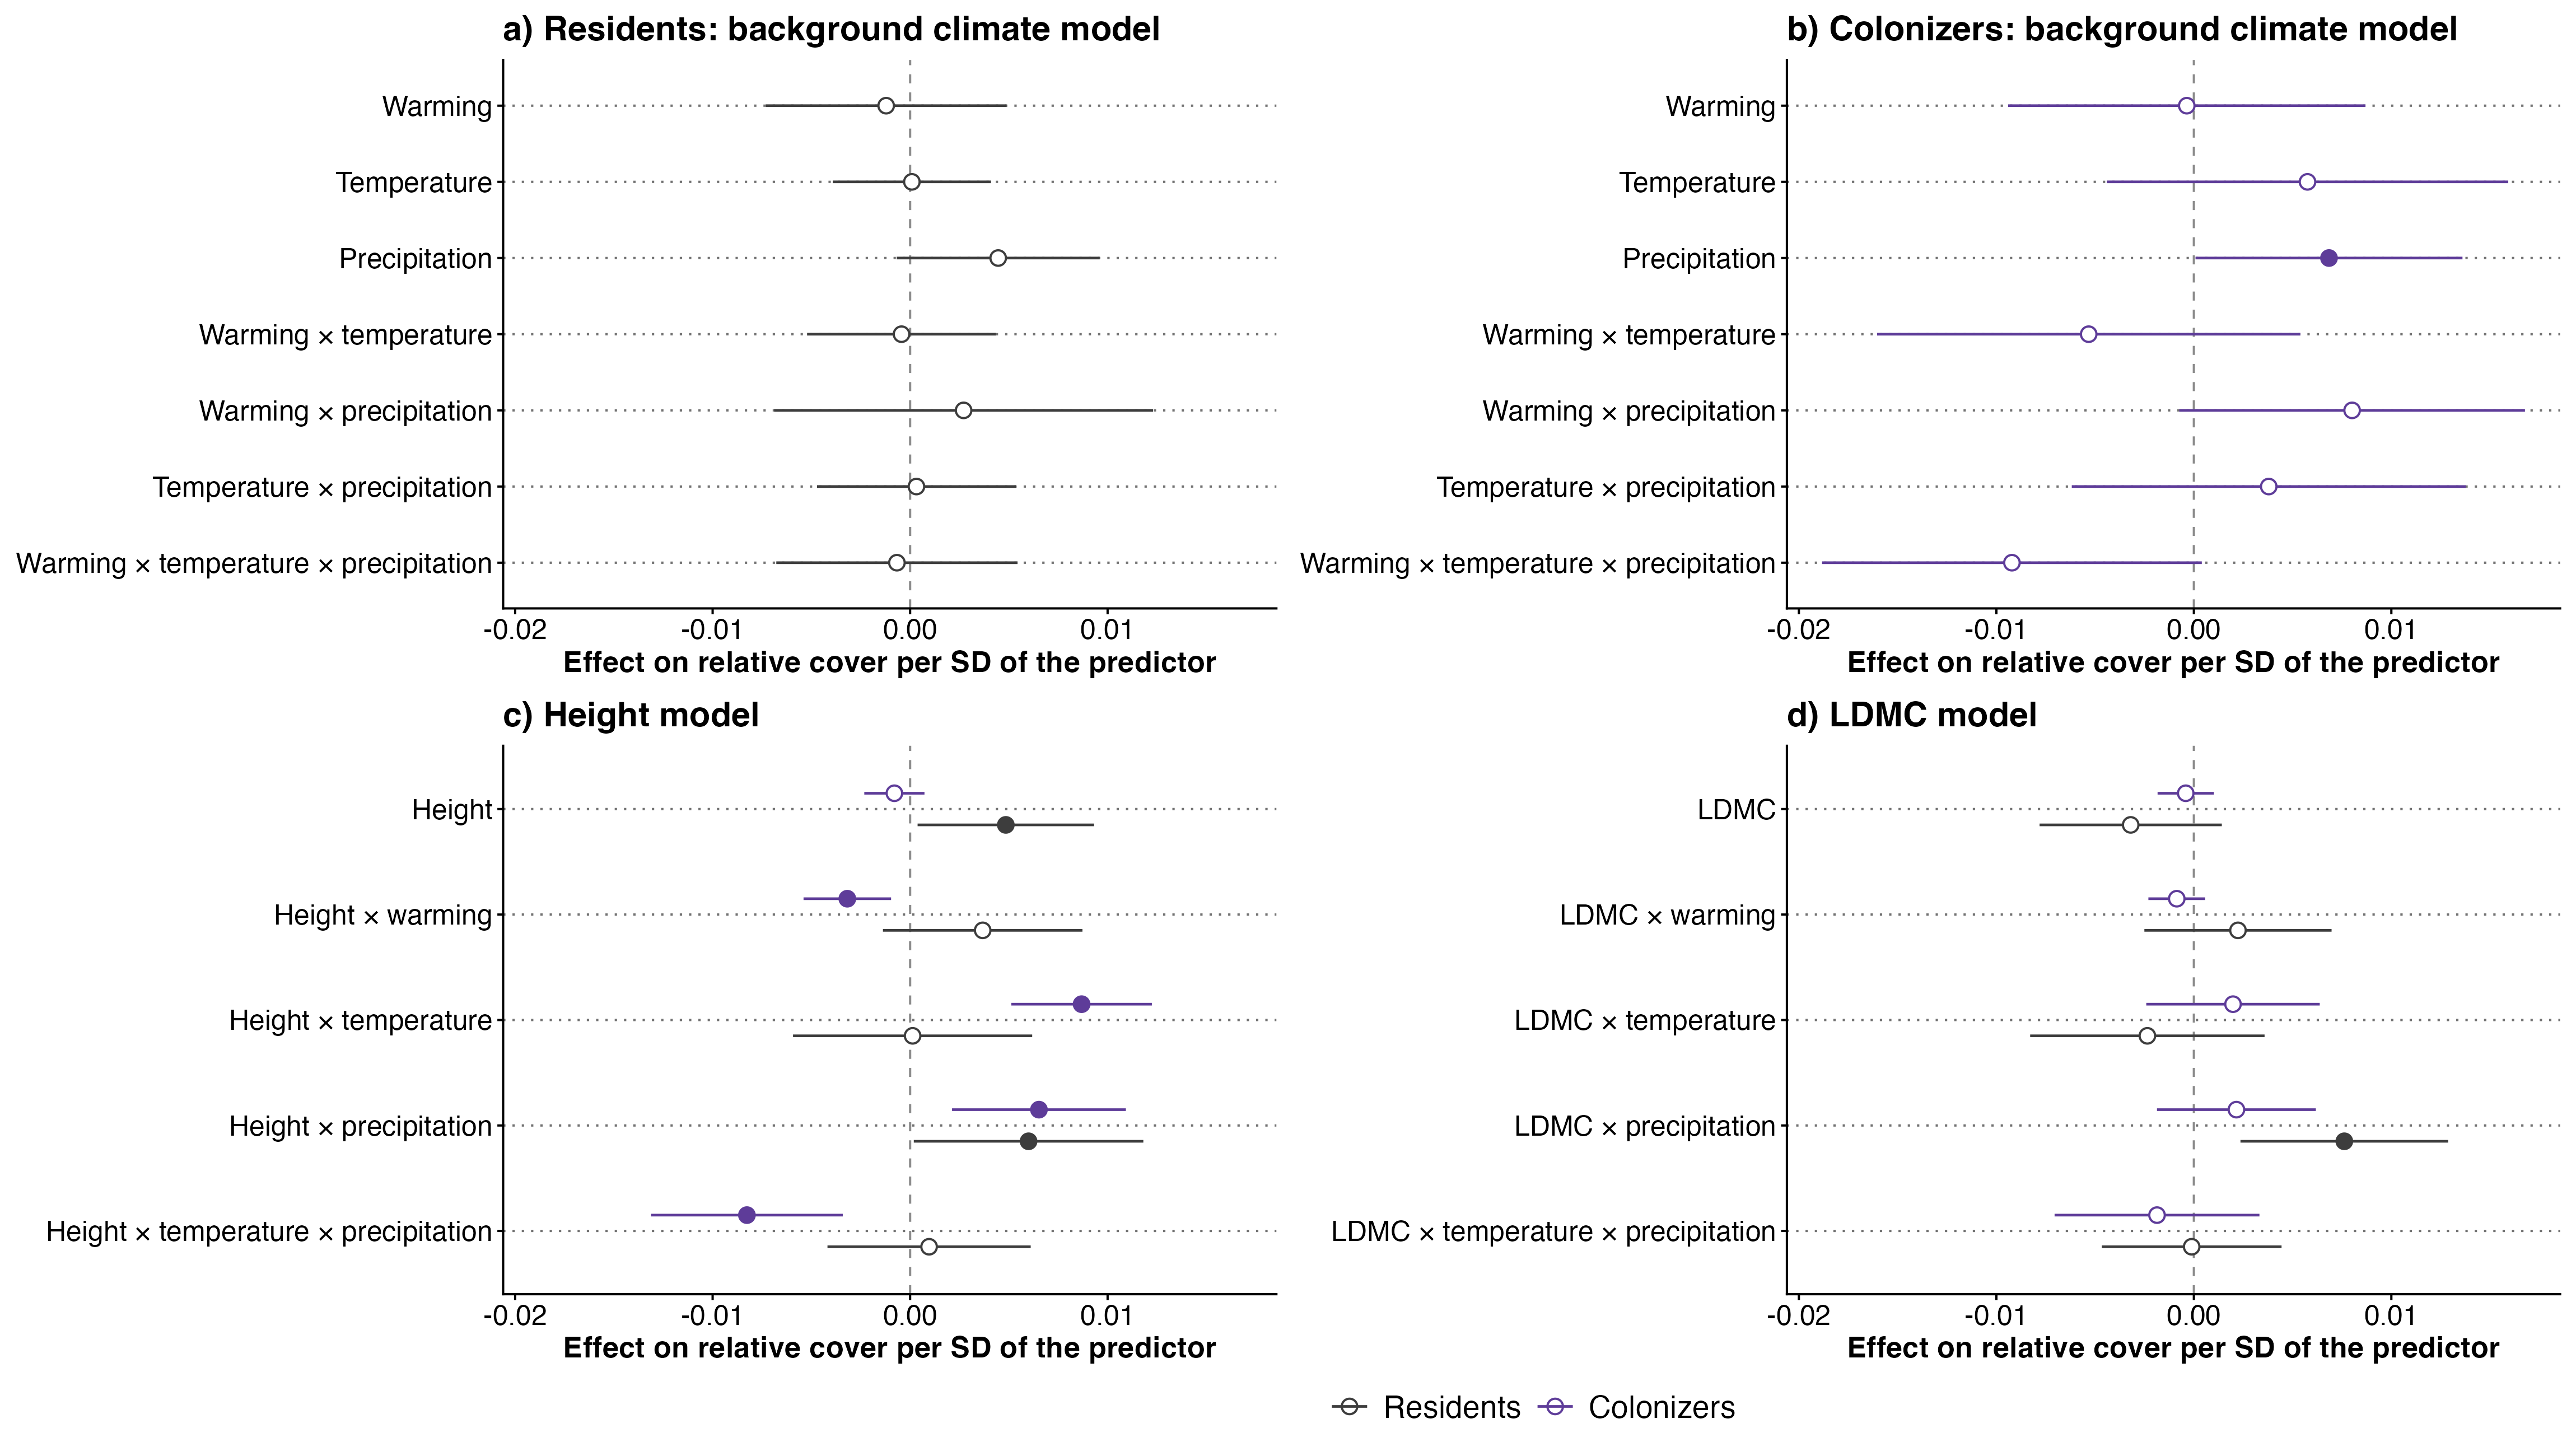 a) Residents: background climate model
Warming
Temperature
Precipitation
Warming × temperature
Warming × precipitation
Temperature × precipitation
Warming × temperature × precipitation
-0.02 -0.01 0.00 0.01
Effect on relative cover per SD of the predictor
b) Colonizers: background climate model
Warming
Temperature
Precipitation
Warming × temperature
Warming × precipitation
Temperature × precipitation
Warming × temperature × precipitation
-0.02 -0.01 0.00 0.01
Effect on relative cover per SD of the predictor
c) Height model
Height
Height × warming
Height × temperature
Height × precipitation
Height × temperature × precipitation
-0.02 -0.01 0.00 0.01
Effect on relative cover per SD of the predictor
d) LDMC model
LDMC
LDMC × warming
LDMC × temperature
LDMC × precipitation
LDMC × temperature × precipitation
-0.02 -0.01 0.00 0.01
Effect on relative cover per SD of the predictor
Residents Colonizers